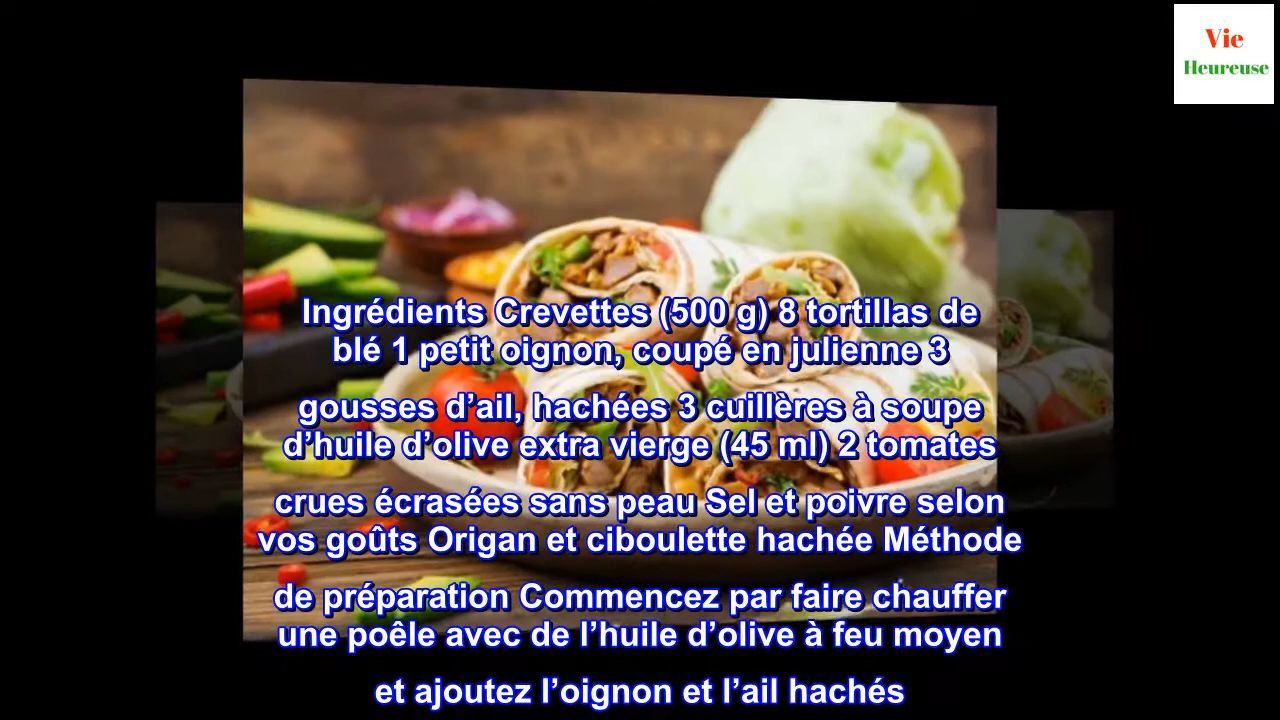 Vie
Heureuse
Ingrédients Crevettes (500 g) 8 tortillas de
blé 1 petit oignon, coupé en julienne 3
gousses d’ail, hachées 3 cuillères à soupe
d’huile d’olive extra vierge (45 ml) 2 tomates
crues écrasées sans peau Sel et poivre selon
vos goûts Origan et ciboulette hachée Méthode
de préparation Commencez par faire chauffer
une poêle avec de l’huile d’olive à feu moyen
et ajoutez l’oignon et l’ail hachés